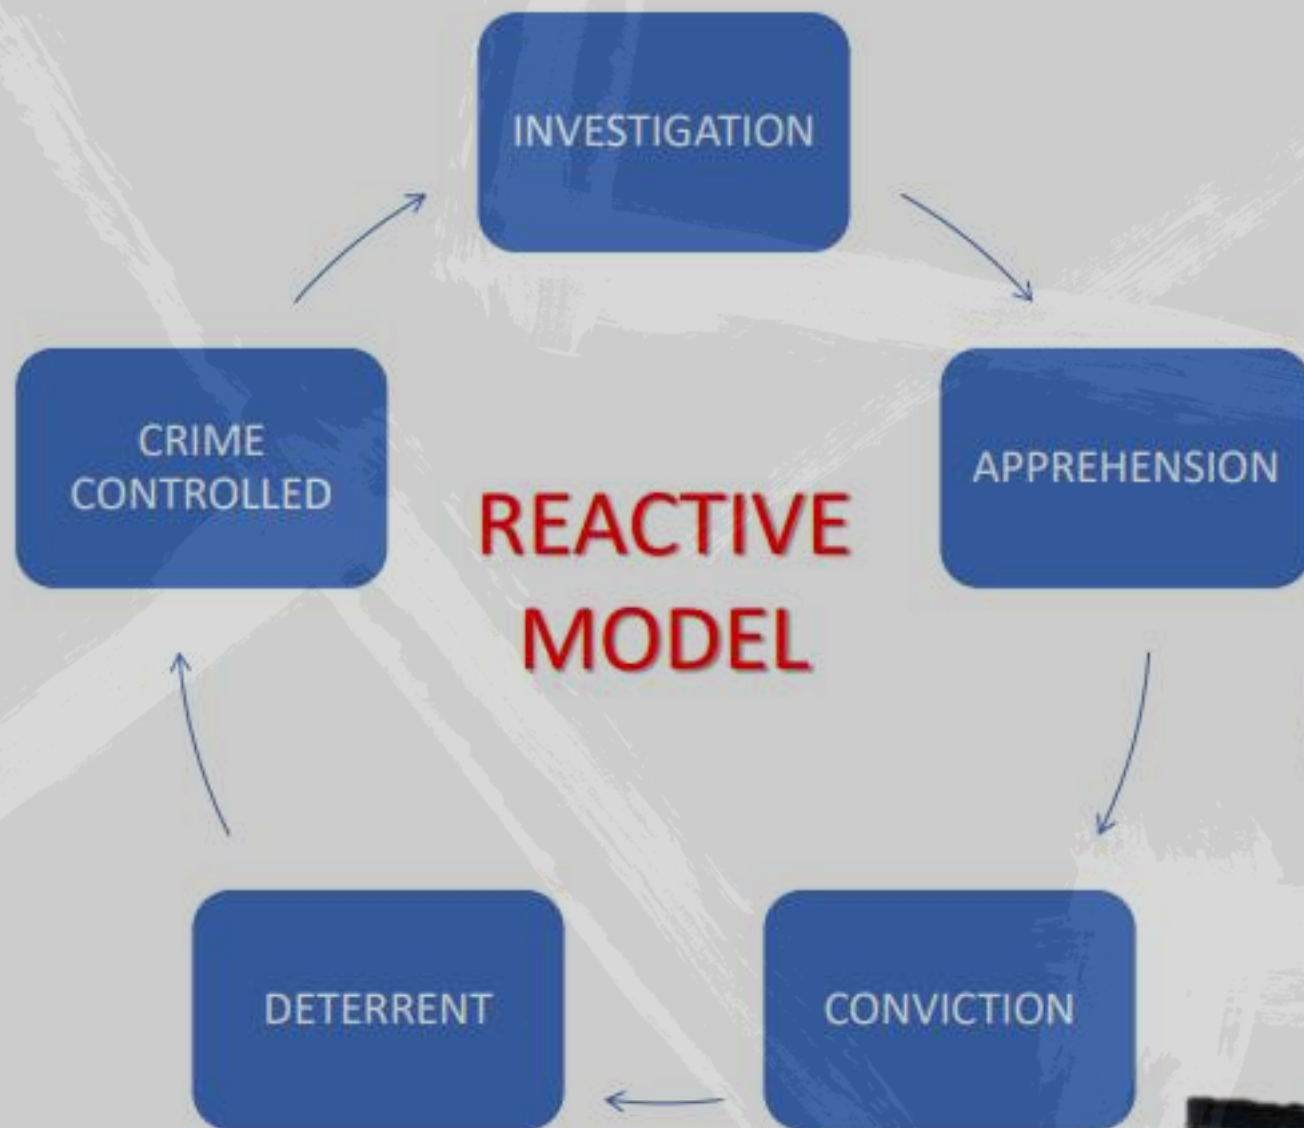 INVESTIGATION
APPREHENSION
CONVICTION
DETERRENT
CRIME
CONTROLLED
REACTIVE
MODEL